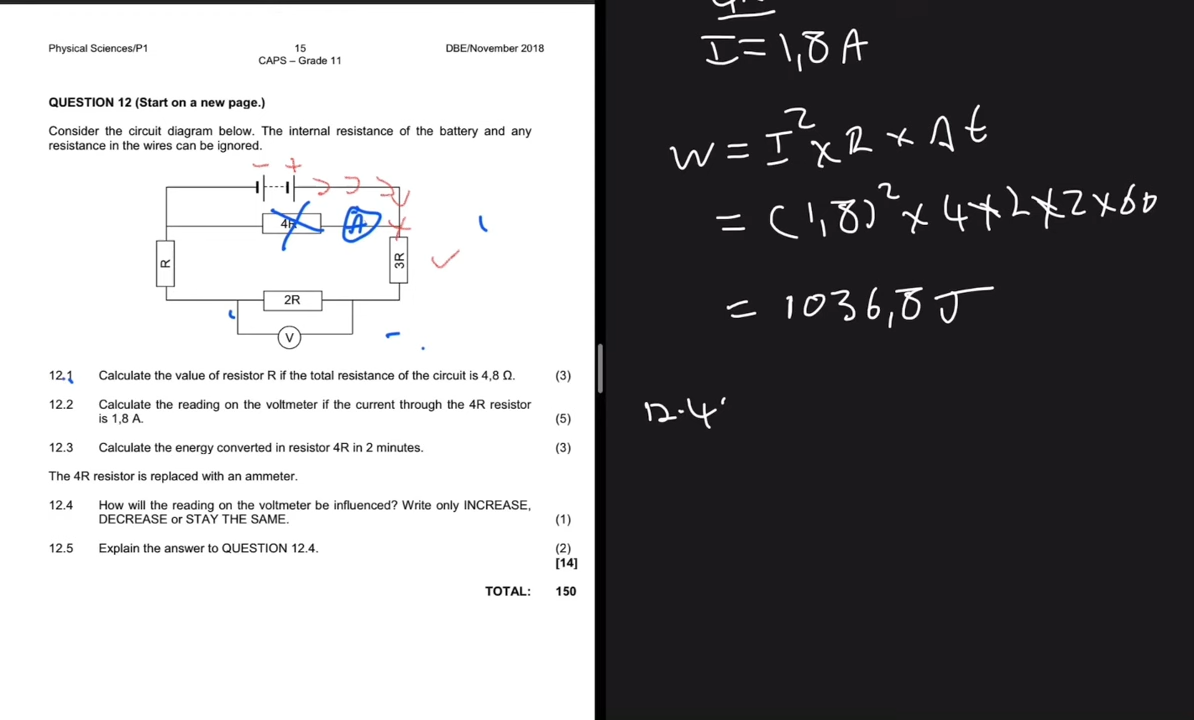 Physical Sciences/P1 15 DBE/November 2018
CAPS – Grade 11
QUESTION 12 (Start on a new page.)
Consider the circuit diagram below. The internal resistance of the battery and any
resistance in the wires can be ignored.
- +
4R A
R
3R
2R
V
12.1 Calculate the value of resistor R if the total resistance of the circuit is 4,8 Ω. (3)
12.2 Calculate the reading on the voltmeter if the current through the 4R resistor
is 1,8 A. (5)
12.3 Calculate the energy converted in resistor 4R in 2 minutes. (3)
The 4R resistor is replaced with an ammeter.
12.4 How will the reading on the voltmeter be influenced? Write only INCREASE,
DECREASE or STAY THE SAME. (1)
12.5 Explain the answer to QUESTION 12.4. (2)
[14]
TOTAL: 150
I = 1,8 A
W = I² × R × Δt
= (1,8)² × 4 × 2 × 2 × 60
= 1036,8 J
12.4